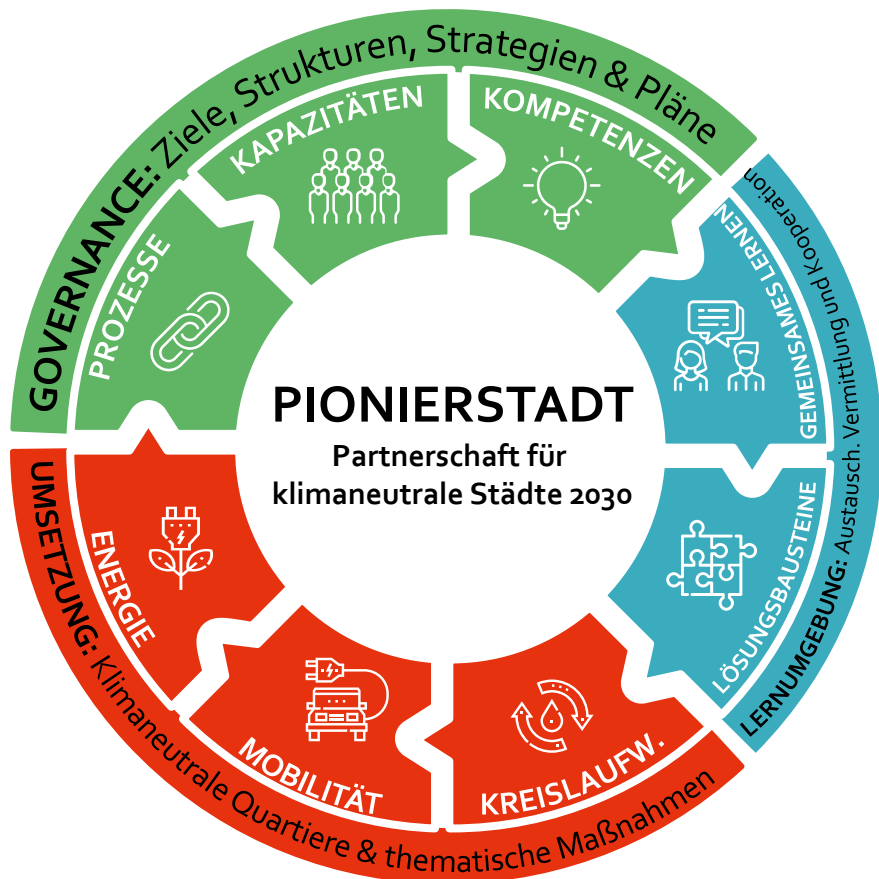 GOVERNANCE: Ziele, Strukturen, Strategien & Pläne
PROZESSE
KAPAZITÄTEN
KOMPETENZEN
LERNUMGEBUNG: Austausch. Vermittlung und Kooperation
GEMEINSAMES LERNEN
LÖSUNGSBAUSTEINE
UMSETZUNG: Klimaneutrale Quartiere & thematische Maßnahmen
ENERGIE
MOBILITÄT
KREISLAUFW.
PIONIERSTADT
Partnerschaft für
klimaneutrale Städte 2030